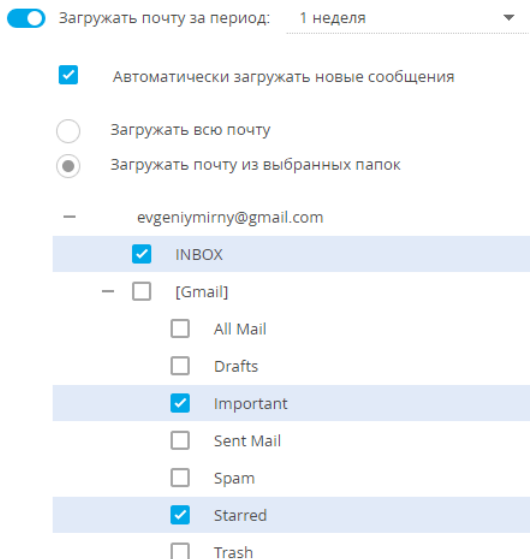 Загружать почту за период: 1 неделя
Автоматически загружать новые сообщения
Загружать всю почту
Загружать почту из выбранных папок
evgeniymirny@gmail.com
INBOX
[Gmail]
All Mail
Drafts
Important
Sent Mail
Spam
Starred
Trash